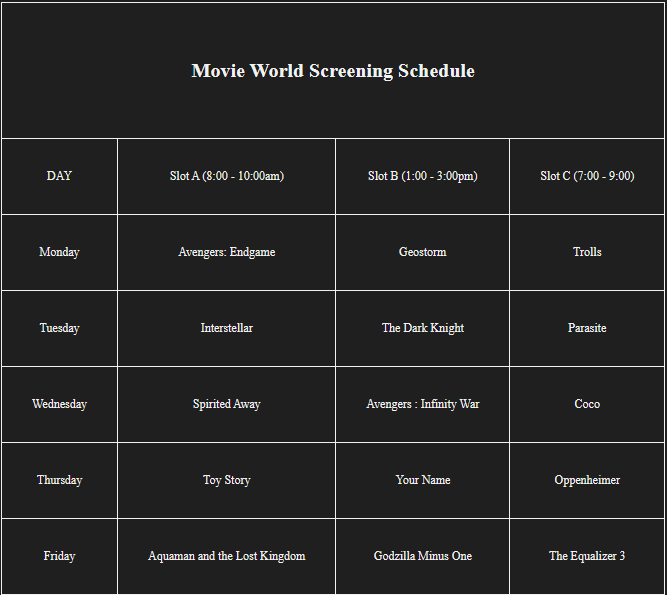 Movie World Screening Schedule
DAY Slot A (8:00 - 10:00am) Slot B (1:00 - 3:00pm) Slot C (7:00 - 9:00)
Monday Avengers: Endgame Geostorm Trolls
Tuesday Interstellar The Dark Knight Parasite
Wednesday Spirited Away Avengers : Infinity War Coco
Thursday Toy Story Your Name Oppenheimer
Friday Aquaman and the Lost Kingdom Godzilla Minus One The Equalizer 3